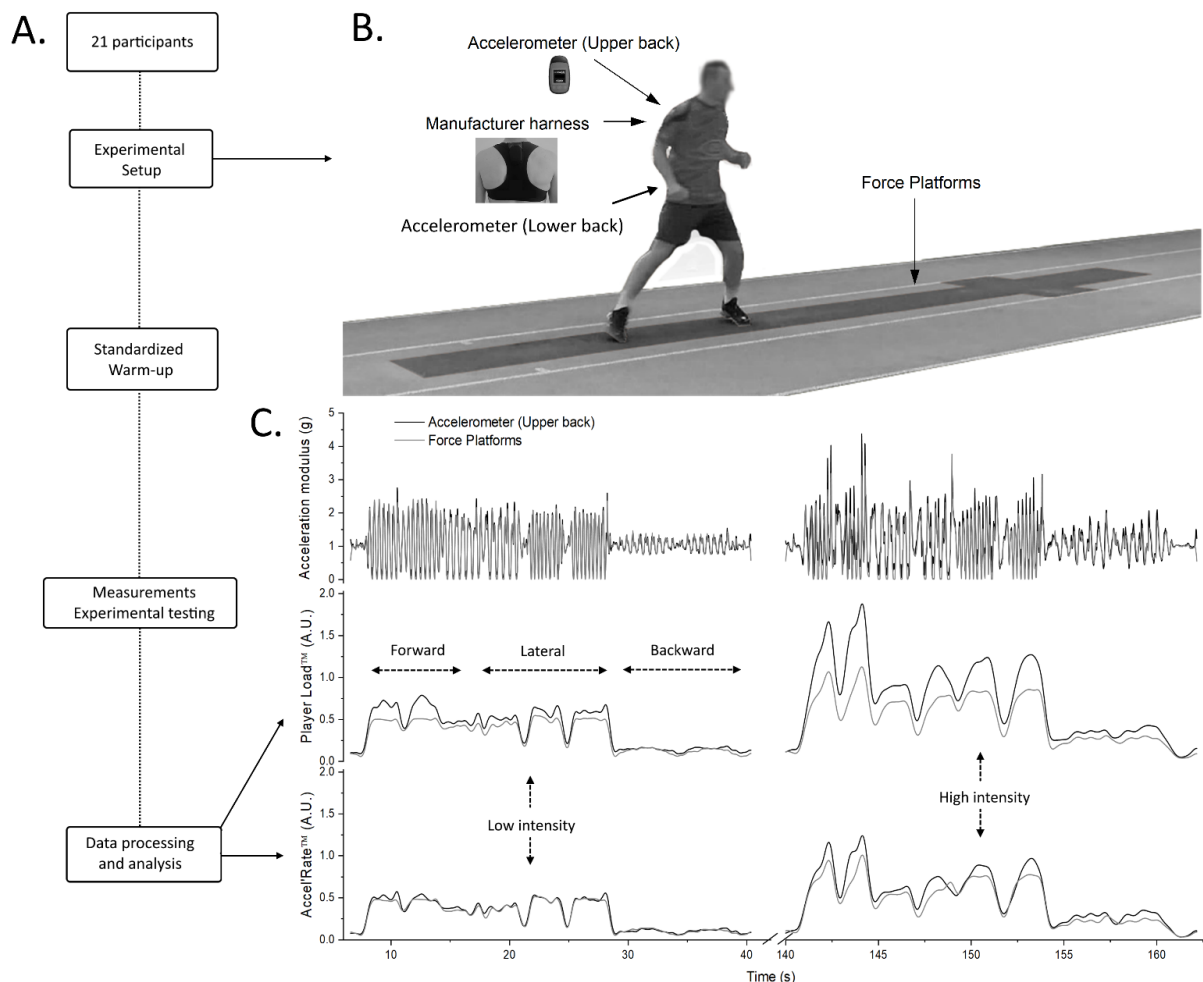 A.
21 participants
Experimental
Setup
Standardized
Warm-up
Measurements
Experimental testing
Data processing
and analysis
B.
Accelerometer (Upper back)
Manufacturer harness
Accelerometer (Lower back)
Force Platforms
C.
Accelerometer (Upper back)
Force Platforms
Acceleration modulus (g)
5
4
3
2
1
0
Player Load™ (A.U.)
2.0
1.5
1.0
0.5
0.0
Forward
Lateral
Backward
Low intensity
High intensity
Accel'Rate™ (A.U.)
2.0
1.5
1.0
0.5
0.0
10
20
30
40
140
145
150
155
160
Time (s)